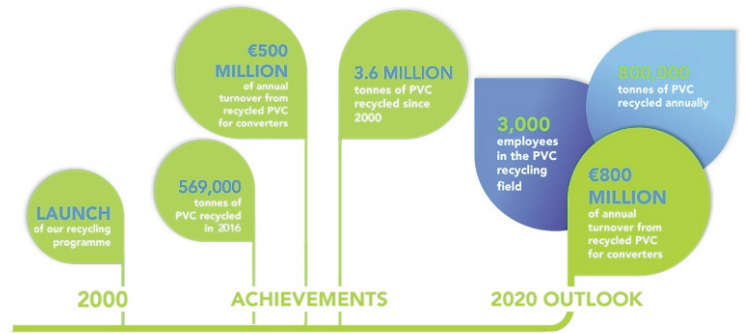 LAUNCH
of our recycling
programme
569,000
tonnes of
PVC recycled
in 2016
€500
MILLION
of annual
turnover from
recycled PVC
for converters
3.6 MILLION
tonnes of PVC
recycled since
2000
3,000
employees
in the PVC
recycling
field
800,000
tonnes of PVC
recycled annually
€800
MILLION
of annual
turnover from
recycled PVC
for converters
2000
ACHIEVEMENTS
2020 OUTLOOK